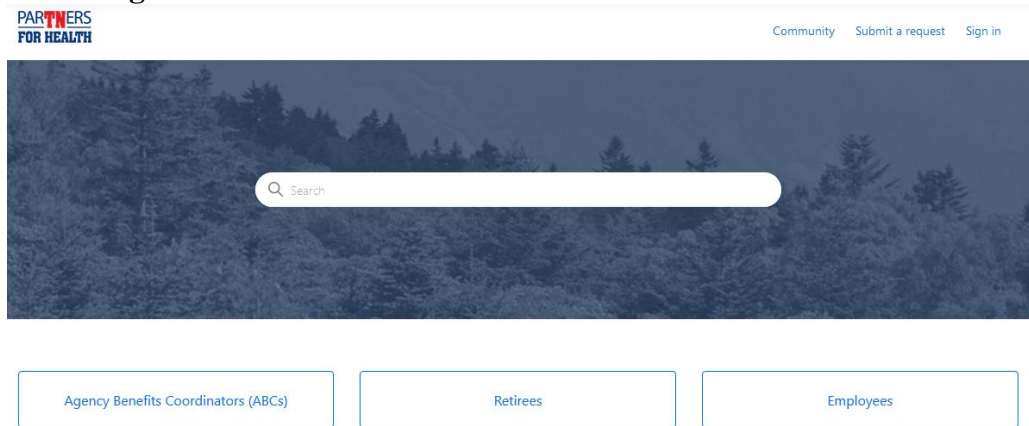 PARTNERS
FOR HEALTH
Community Submit a request Sign in
Search
Agency Benefits Coordinators (ABCs) Retirees Employees